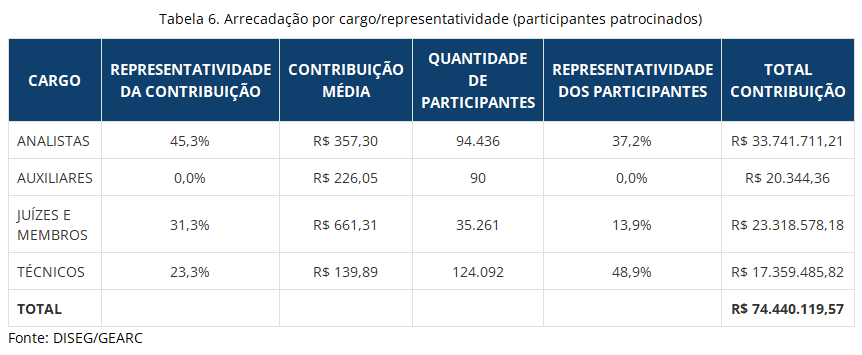 Tabela 6. Arrecadação por cargo/representatividade (participantes patrocinados)
CARGO REPRESENTATIVIDADE DA CONTRIBUIÇÃO CONTRIBUIÇÃO MÉDIA QUANTIDADE DE PARTICIPANTES REPRESENTATIVIDADE DOS PARTICIPANTES TOTAL CONTRIBUIÇÃO
ANALISTAS 45,3% R$ 357,30 94.436 37,2% R$ 33.741.711,21
AUXILIARES 0,0% R$ 226,05 90 0,0% R$ 20.344,36
JUÍZES E MEMBROS 31,3% R$ 661,31 35.261 13,9% R$ 23.318.578,18
TÉCNICOS 23,3% R$ 139,89 124.092 48,9% R$ 17.359.485,82
TOTAL R$ 74.440.119,57
Fonte: DISEG/GEARC